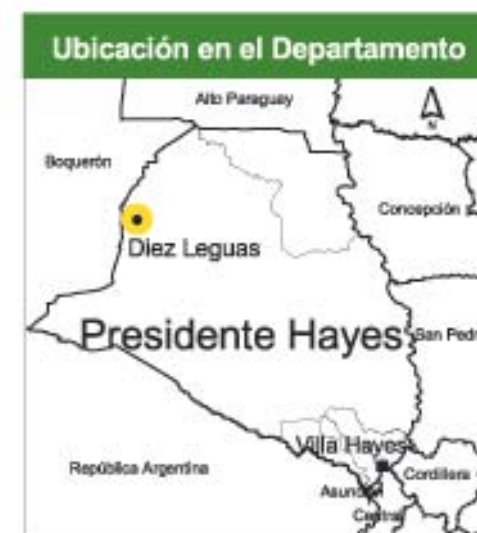 Ubicación en el Departamento
Alto Paraguay
N
Boquerón
Concepción
Diez Leguas
Presidente Hayes
San Ped
Villa Hayes
República Argentina
Cordillera
Asunción
Central